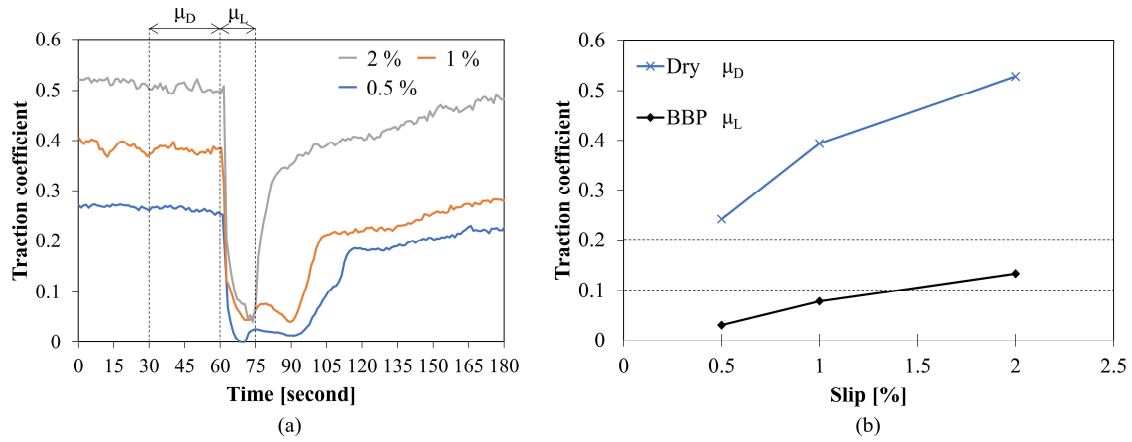 μD μL
0.6
0.5
0.4
0.3
0.2
0.1
0
Traction coefficient
2 % 1 %
0.5 %
0 15 30 45 60 75 90 105 120 135 150 165 180
Time [second]
(a)
0.6
0.5
0.4
0.3
0.2
0.1
0
Traction coefficient
Dry μD
BBP μL
0 0.5 1 1.5 2 2.5
Slip [%]
(b)